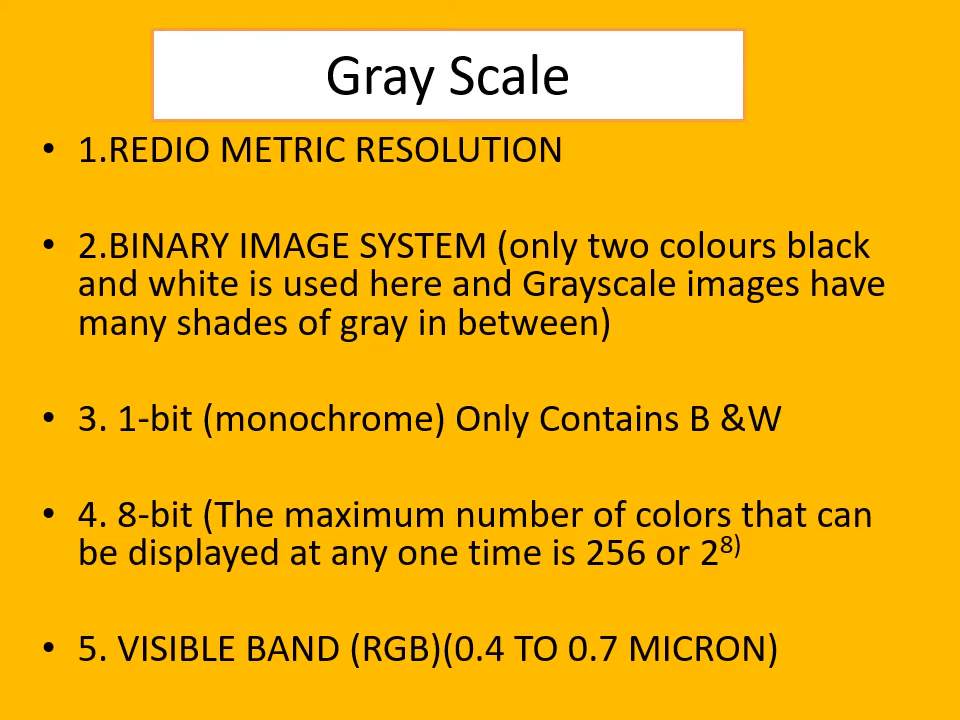 Gray Scale
• 1.REDIO METRIC RESOLUTION
• 2.BINARY IMAGE SYSTEM (only two colours black
and white is used here and Grayscale images have
many shades of gray in between)
• 3. 1-bit (monochrome) Only Contains B &W
• 4. 8-bit (The maximum number of colors that can
be displayed at any one time is 256 or 2⁸⁾
• 5. VISIBLE BAND (RGB)(0.4 TO 0.7 MICRON)